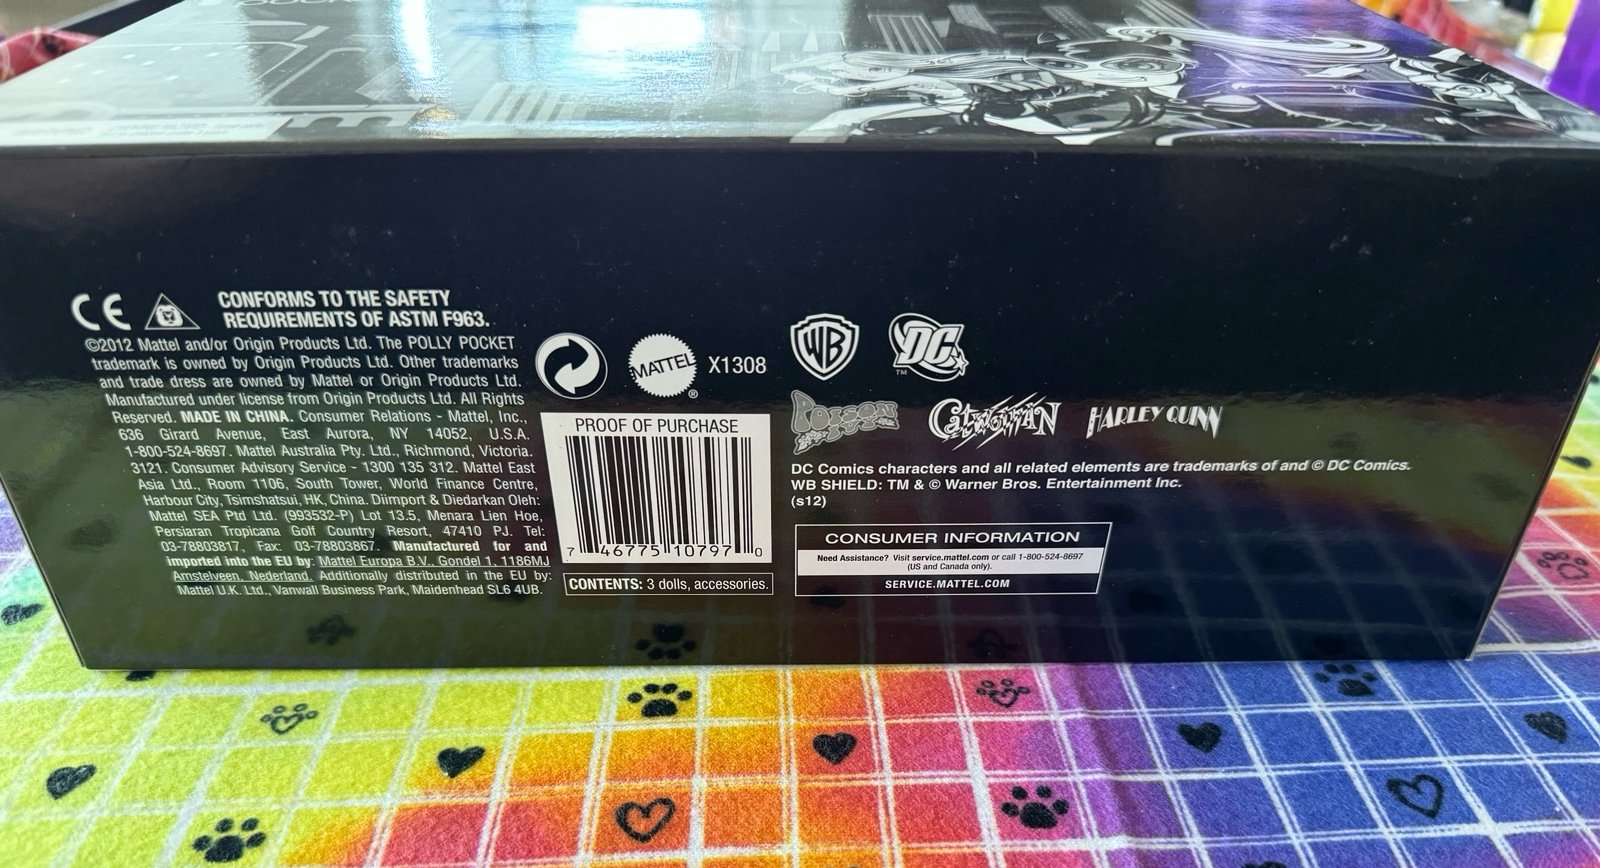 CE
CONFORMS TO THE SAFETY
REQUIREMENTS OF ASTM F963.
©2012 Mattel and/or Origin Products Ltd. The POLLY POCKET
trademark is owned by Origin Products Ltd. Other trademarks
and trade dress are owned by Mattel or Origin Products Ltd.
Manufactured under license from Origin Products Ltd. All Rights
Reserved. MADE IN CHINA. Consumer Relations - Mattel, Inc.,
636 Girard Avenue, East Aurora, NY 14052, U.S.A.
1-800-524-8697. Mattel Australia Pty. Ltd., Richmond, Victoria.
3121. Consumer Advisory Service - 1300 135 312. Mattel East
Asia Ltd., Room 1106, South Tower, World Finance Centre,
Harbour City, Tsimshatsui, HK, China. Diimport & Diedarkan Oleh:
Mattel SEA Ptd Ltd. (993532-P) Lot 13.5, Menara Lien Hoe,
Persiaran Tropicana Golf Country Resort, 47410 PJ. Tel:
03-78803817, Fax: 03-78803867. Manufactured for and
imported into the EU by: Mattel Europa B.V., Gondel 1, 1186MJ
Amstelveen, Nederland. Additionally distributed in the EU by:
Mattel U.K. Ltd., Vanwall Business Park, Maidenhead SL6 4UB.
MATTEL ® X1308
PROOF OF PURCHASE
7 46775 10797 0
CONTENTS: 3 dolls, accessories.
WB
DC ™
POISON IVY CATWOMAN HARLEY QUINN
DC Comics characters and all related elements are trademarks of and © DC Comics.
WB SHIELD: TM & © Warner Bros. Entertainment Inc.
(s12)
CONSUMER INFORMATION
Need Assistance? Visit service.mattel.com or call 1-800-524-8697
(US and Canada only).
SERVICE.MATTEL.COM